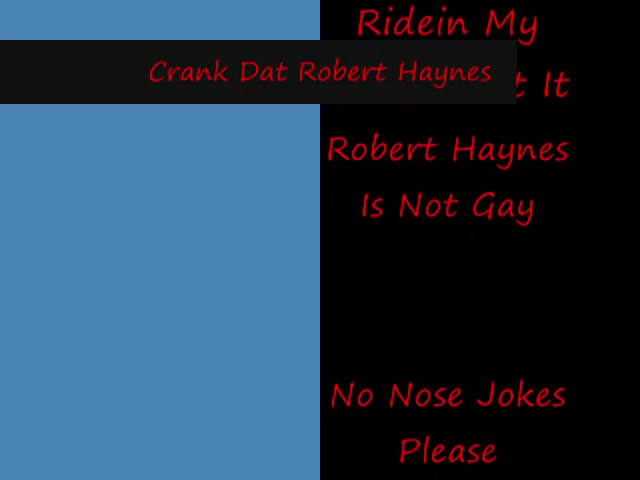 Ridein My
Crank Dat Robert Haynes
It
Robert Haynes
Is Not Gay
No Nose Jokes
Please